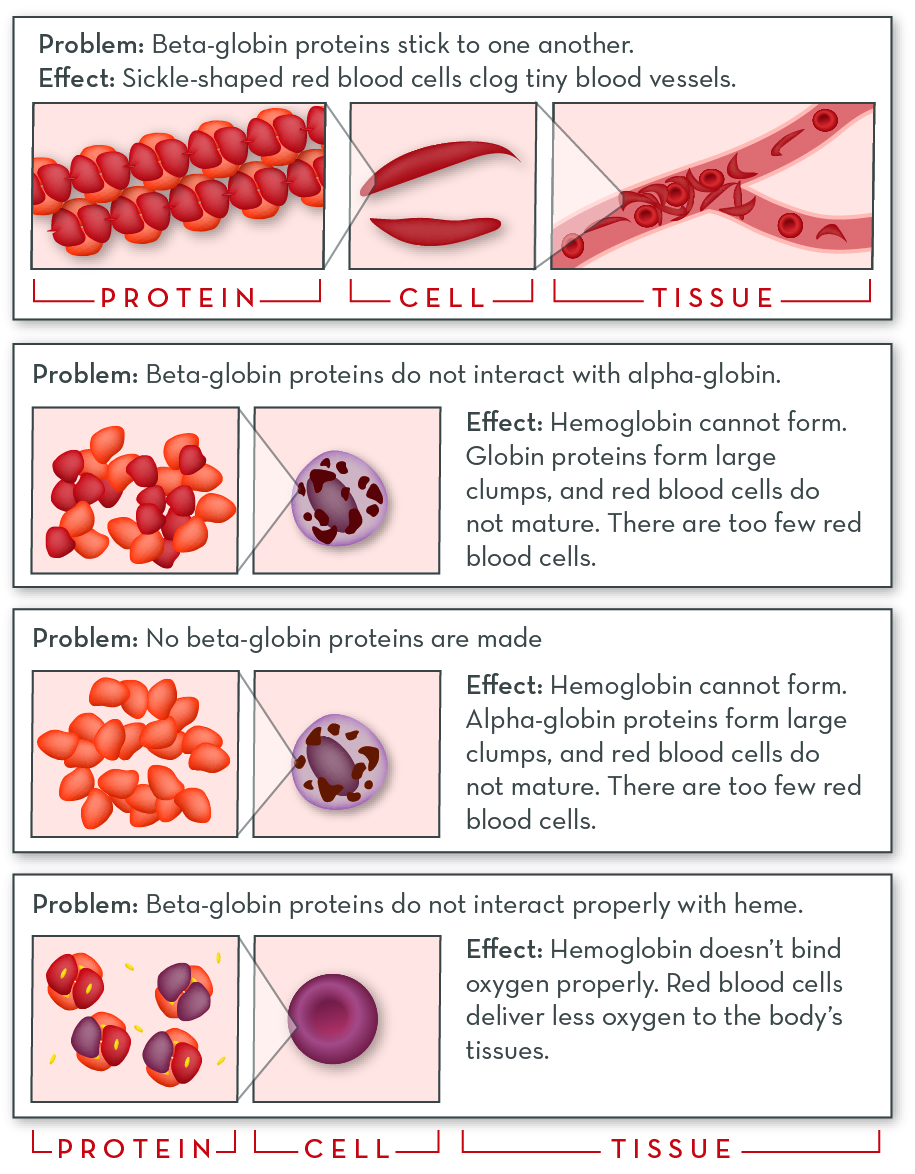 Problem: Beta-globin proteins stick to one another.
Effect: Sickle-shaped red blood cells clog tiny blood vessels.
PROTEIN
CELL
TISSUE
Problem: Beta-globin proteins do not interact with alpha-globin.
Effect: Hemoglobin cannot form.
Globin proteins form large
clumps, and red blood cells do
not mature. There are too few red
blood cells.
Problem: No beta-globin proteins are made
Effect: Hemoglobin cannot form.
Alpha-globin proteins form large
clumps, and red blood cells do
not mature. There are too few red
blood cells.
Problem: Beta-globin proteins do not interact properly with heme.
Effect: Hemoglobin doesn't bind
oxygen properly. Red blood cells
deliver less oxygen to the body's
tissues.
PROTEIN
CELL
TISSUE